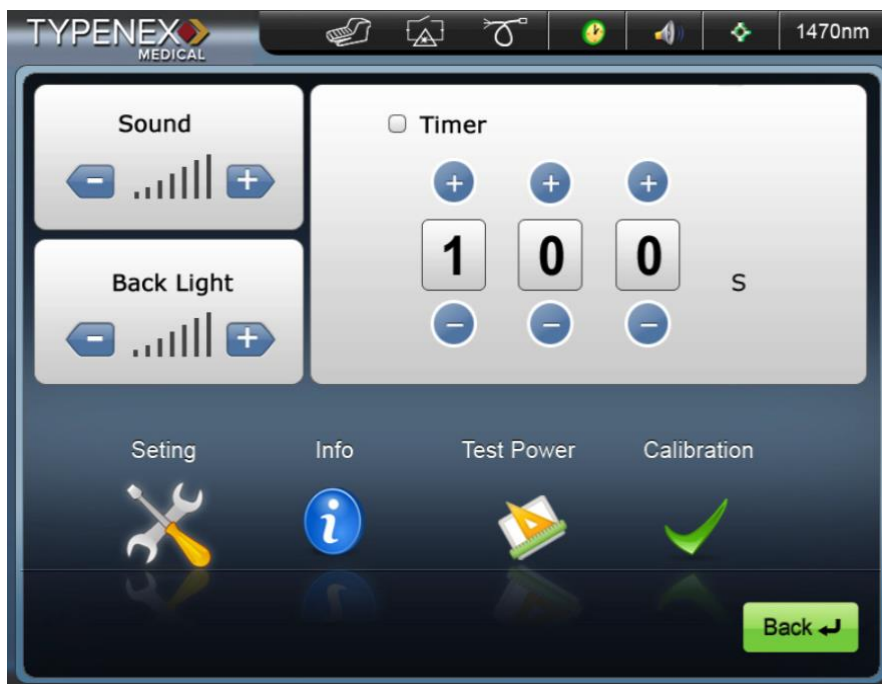 TYPENEX
MEDICAL
1470nm
Sound
Timer
1 0 0 S
Back Light
Seting
Info
Test Power
Calibration
Back